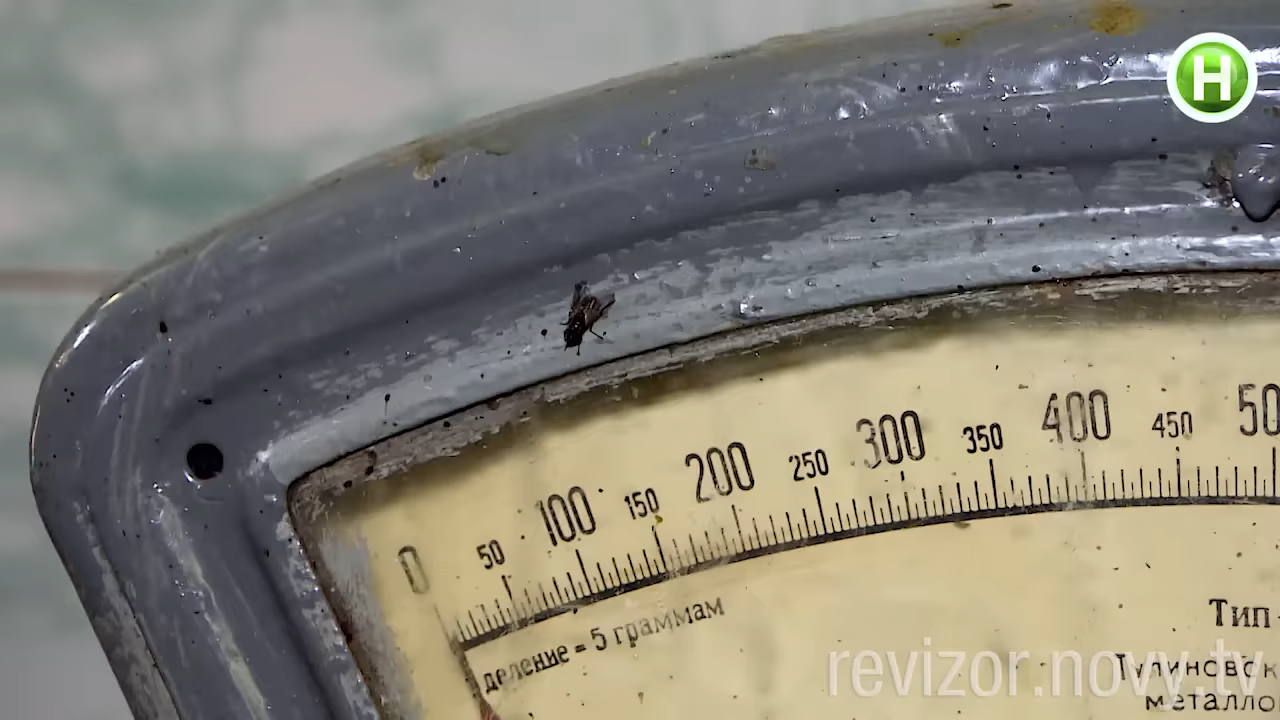 H
0 50 100 150 200 250 300 350 400 450
деление = 5 граммам
Тип
revizor.novy.tv